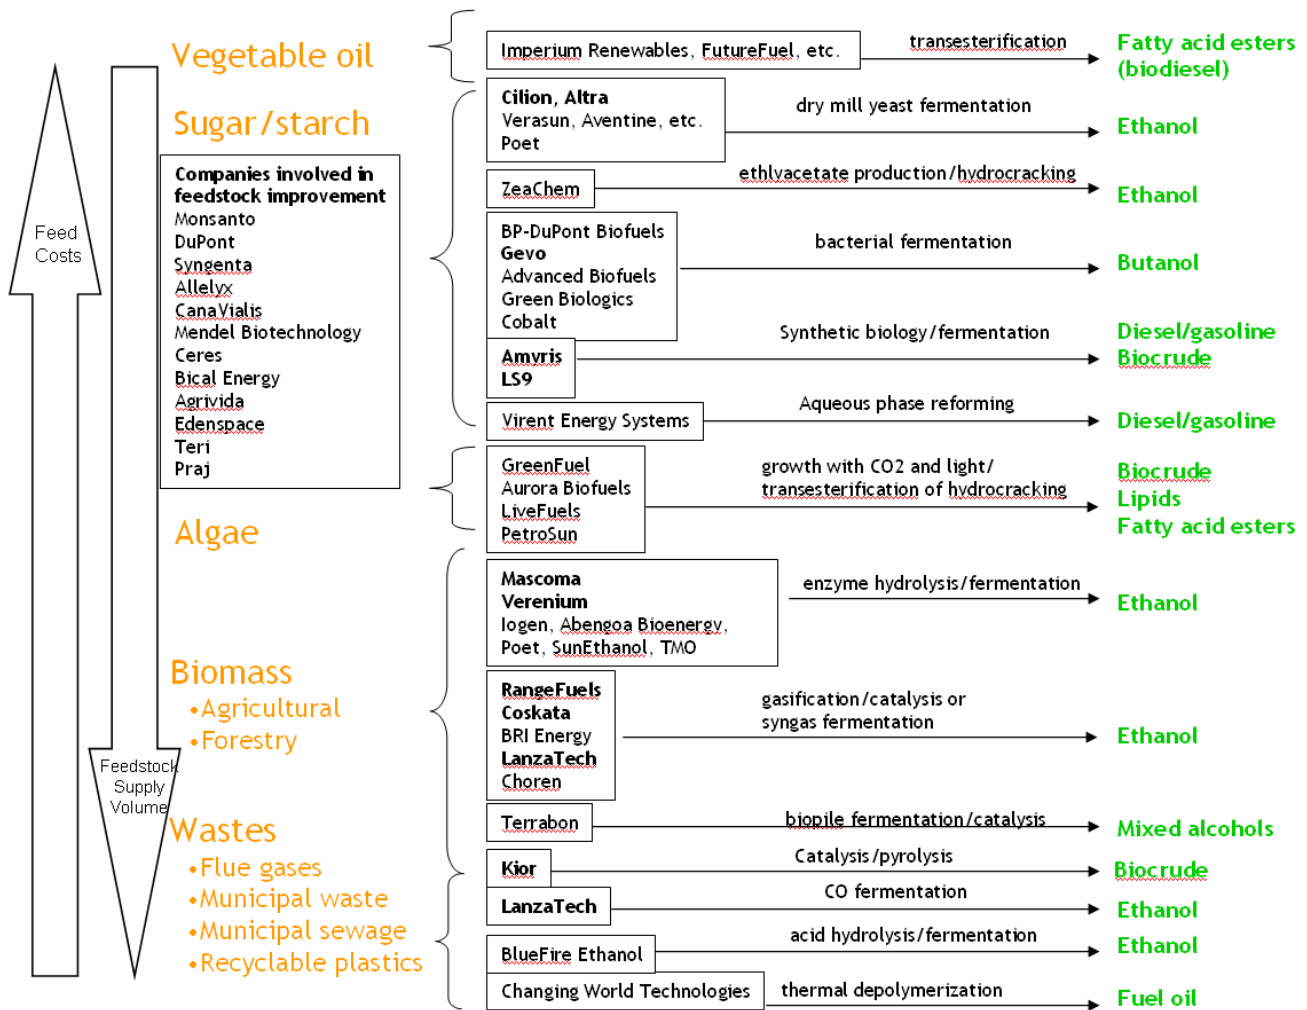 Vegetable oil
Imperium Renewables, FutureFuel, etc.
transesterification
Fatty acid esters
(biodiesel)
Sugar/starch
Cilion, Altra
Verasun, Aventine, etc.
Poet
dry mill yeast fermentation
Ethanol
Companies involved in
feedstock improvement
Monsanto
DuPont
Syngenta
Allelyx
CanaVialis
Mendel Biotechnology
Ceres
Bical Energy
Agrivida
Edenspace
Teri
Praj
Feed
Costs
ZeaChem
ethlvacetate production/hvdrocracking
Ethanol
BP-DuPont Biofuels
Gevo
Advanced Biofuels
Green Biologics
Cobalt
bacterial fermentation
Butanol
Amyris
LS9
Synthetic biology/fermentation
Diesel/gasoline
Biocrude
Virent Energy Systems
Aqueous phase reforming
Diesel/gasoline
Algae
GreenFuel
Aurora Biofuels
LiveFuels
PetroSun
growth with CO2 and light/
transesterification of hydrocracking
Biocrude
Lipids
Fatty acid esters
Biomass
•Agricultural
•Forestry
Mascoma
Verenium
Iogen, Abengoa Bioenergv,
Poet, SunEthanol, TMO
enzyme hydrolysis/fermentation
Ethanol
RangeFuels
Coskata
BRI Energy
LanzaTech
Choren
gasification/catalysis or
syngas fermentation
Ethanol
Feedstock
Supply
Volume
Terrabon
biopile fermentation/catalysis
Mixed alcohols
Wastes
•Flue gases
•Municipal waste
•Municipal sewage
•Recyclable plastics
Kior
Catalysis/pyrolysis
Biocrude
LanzaTech
CO fermentation
Ethanol
BlueFire Ethanol
acid hydrolysis/fermentation
Ethanol
Changing World Technologies
thermal depolymerization
Fuel oil